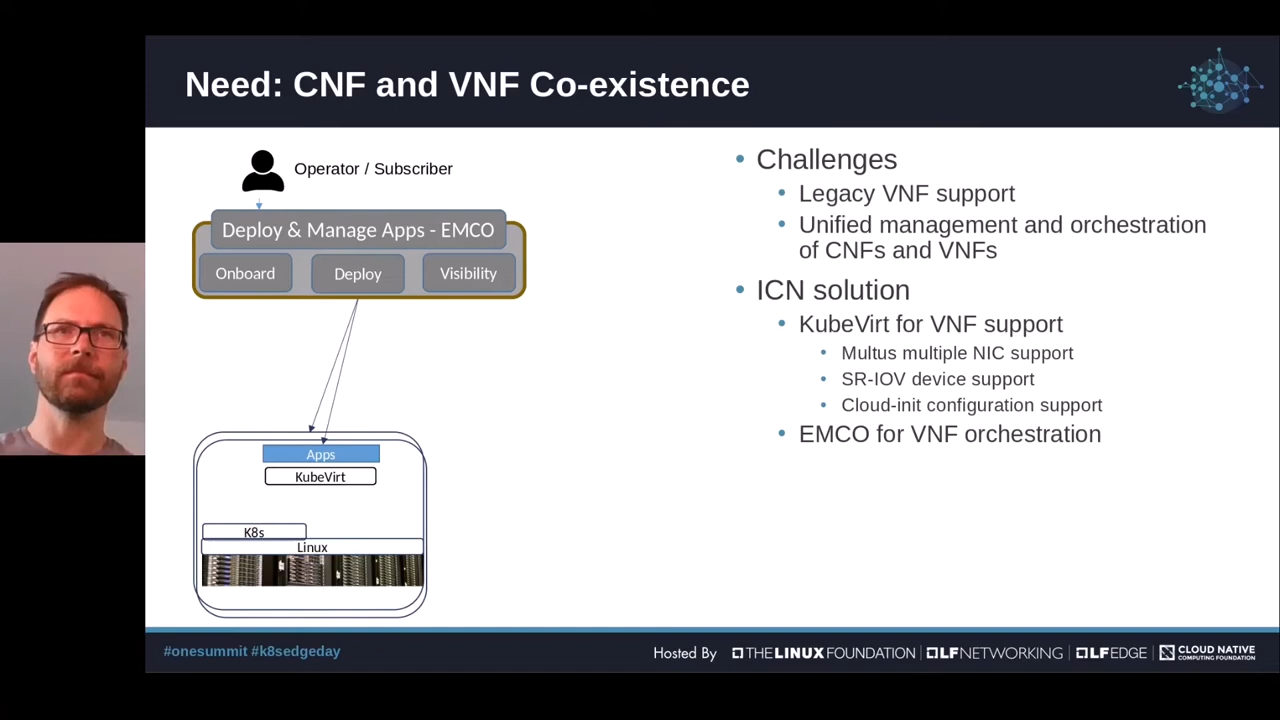 Need: CNF and VNF Co-existence
Operator / Subscriber
Deploy & Manage Apps - EMCO
Onboard
Deploy
Visibility
Apps
KubeVirt
K8s
Linux
• Challenges
• Legacy VNF support
• Unified management and orchestration
of CNFs and VNFs
• ICN solution
• KubeVirt for VNF support
• Multus multiple NIC support
• SR-IOV device support
• Cloud-init configuration support
• EMCO for VNF orchestration
#onesummit #k8sedgeday
Hosted By
THE LINUX FOUNDATION
LFNETWORKING
LFEDGE
CLOUD NATIVE
COMPUTING FOUNDATION